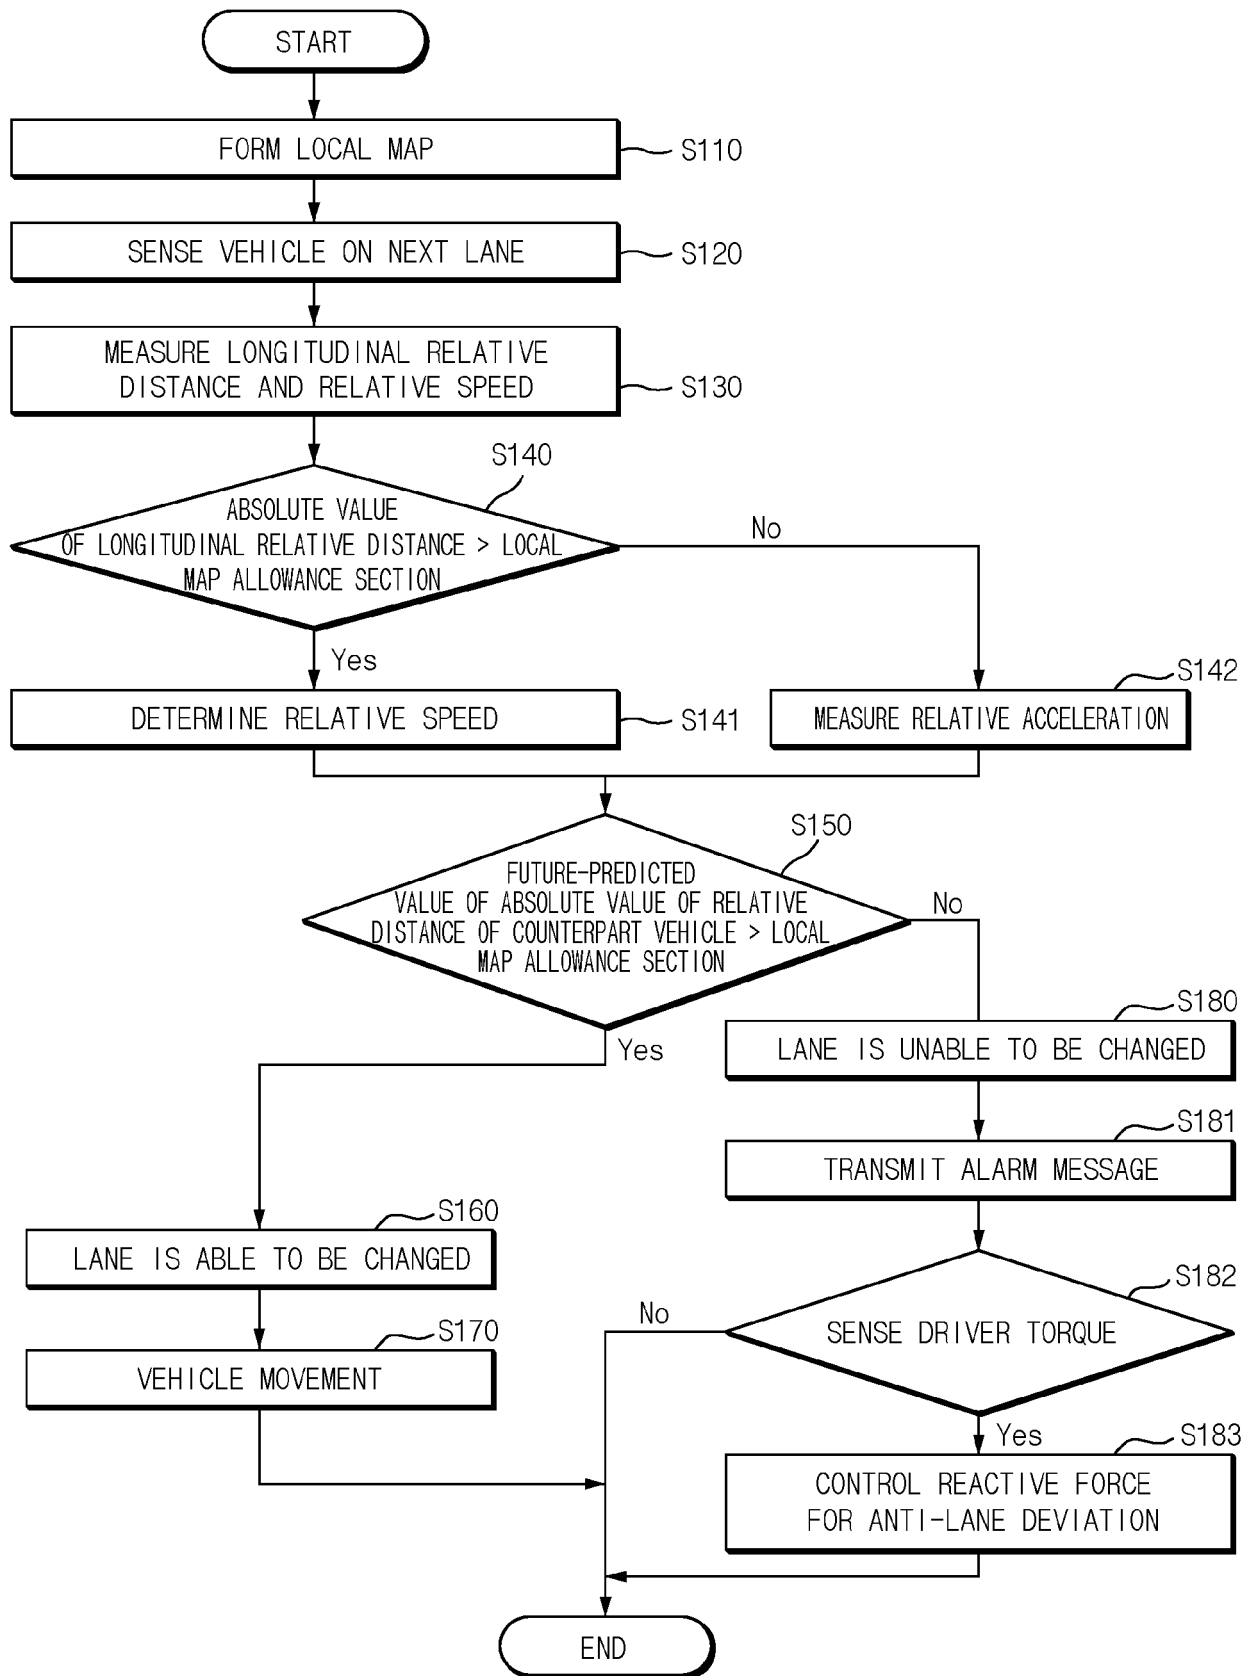 START
FORM LOCAL MAP
S110
SENSE VEHICLE ON NEXT LANE
S120
MEASURE LONGITUDINAL RELATIVE
DISTANCE AND RELATIVE SPEED
S130
S140
ABSOLUTE VALUE
OF LONGITUDINAL RELATIVE DISTANCE > LOCAL
MAP ALLOWANCE SECTION
No
Yes
DETERMINE RELATIVE SPEED
S141
S142
MEASURE RELATIVE ACCELERATION
S150
FUTURE-PREDICTED
VALUE OF ABSOLUTE VALUE OF RELATIVE
DISTANCE OF COUNTERPART VEHICLE > LOCAL
MAP ALLOWANCE SECTION
No
Yes
S180
LANE IS UNABLE TO BE CHANGED
S181
TRANSMIT ALARM MESSAGE
S160
LANE IS ABLE TO BE CHANGED
S170
VEHICLE MOVEMENT
S182
SENSE DRIVER TORQUE
No
Yes
S183
CONTROL REACTIVE FORCE
FOR ANTI-LANE DEVIATION
END